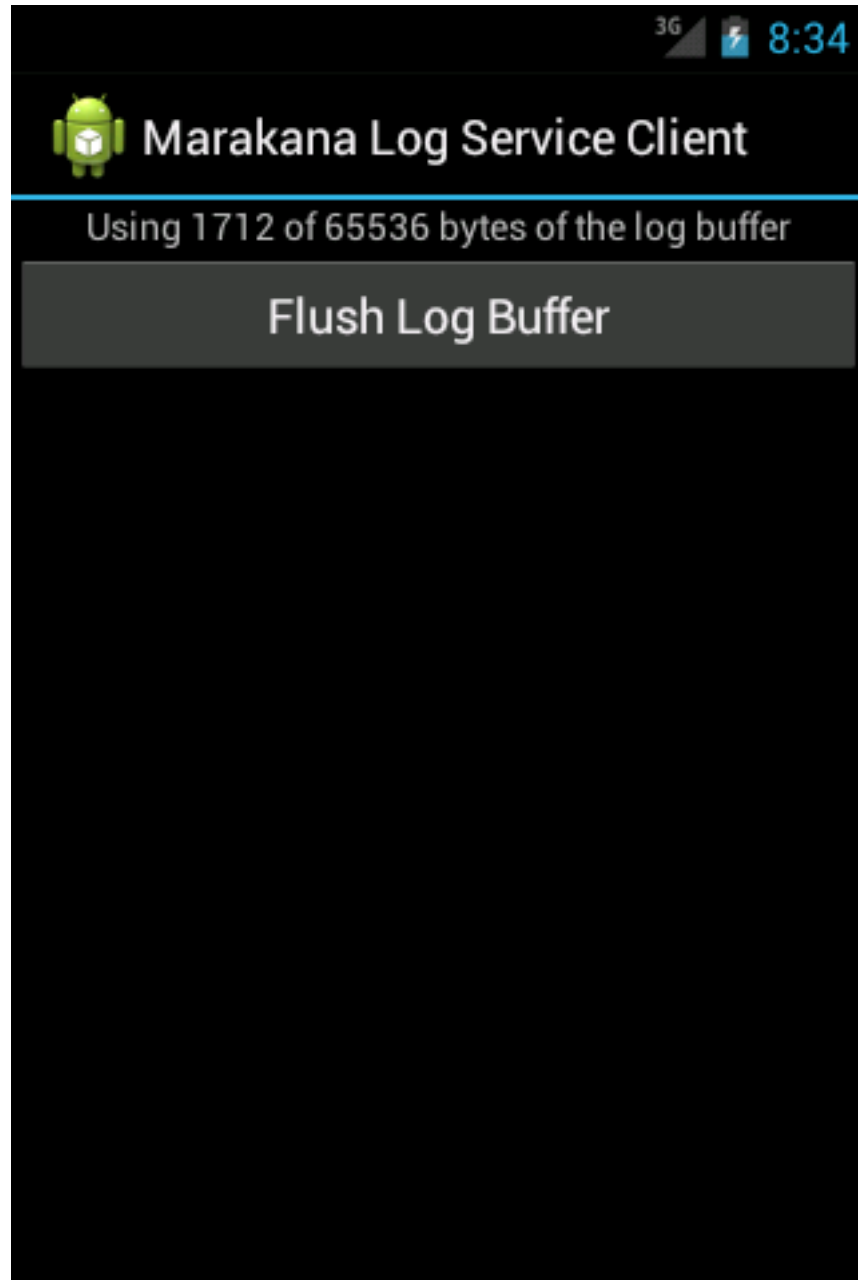 3G 8:34
Marakana Log Service Client
Using 1712 of 65536 bytes of the log buffer
Flush Log Buffer